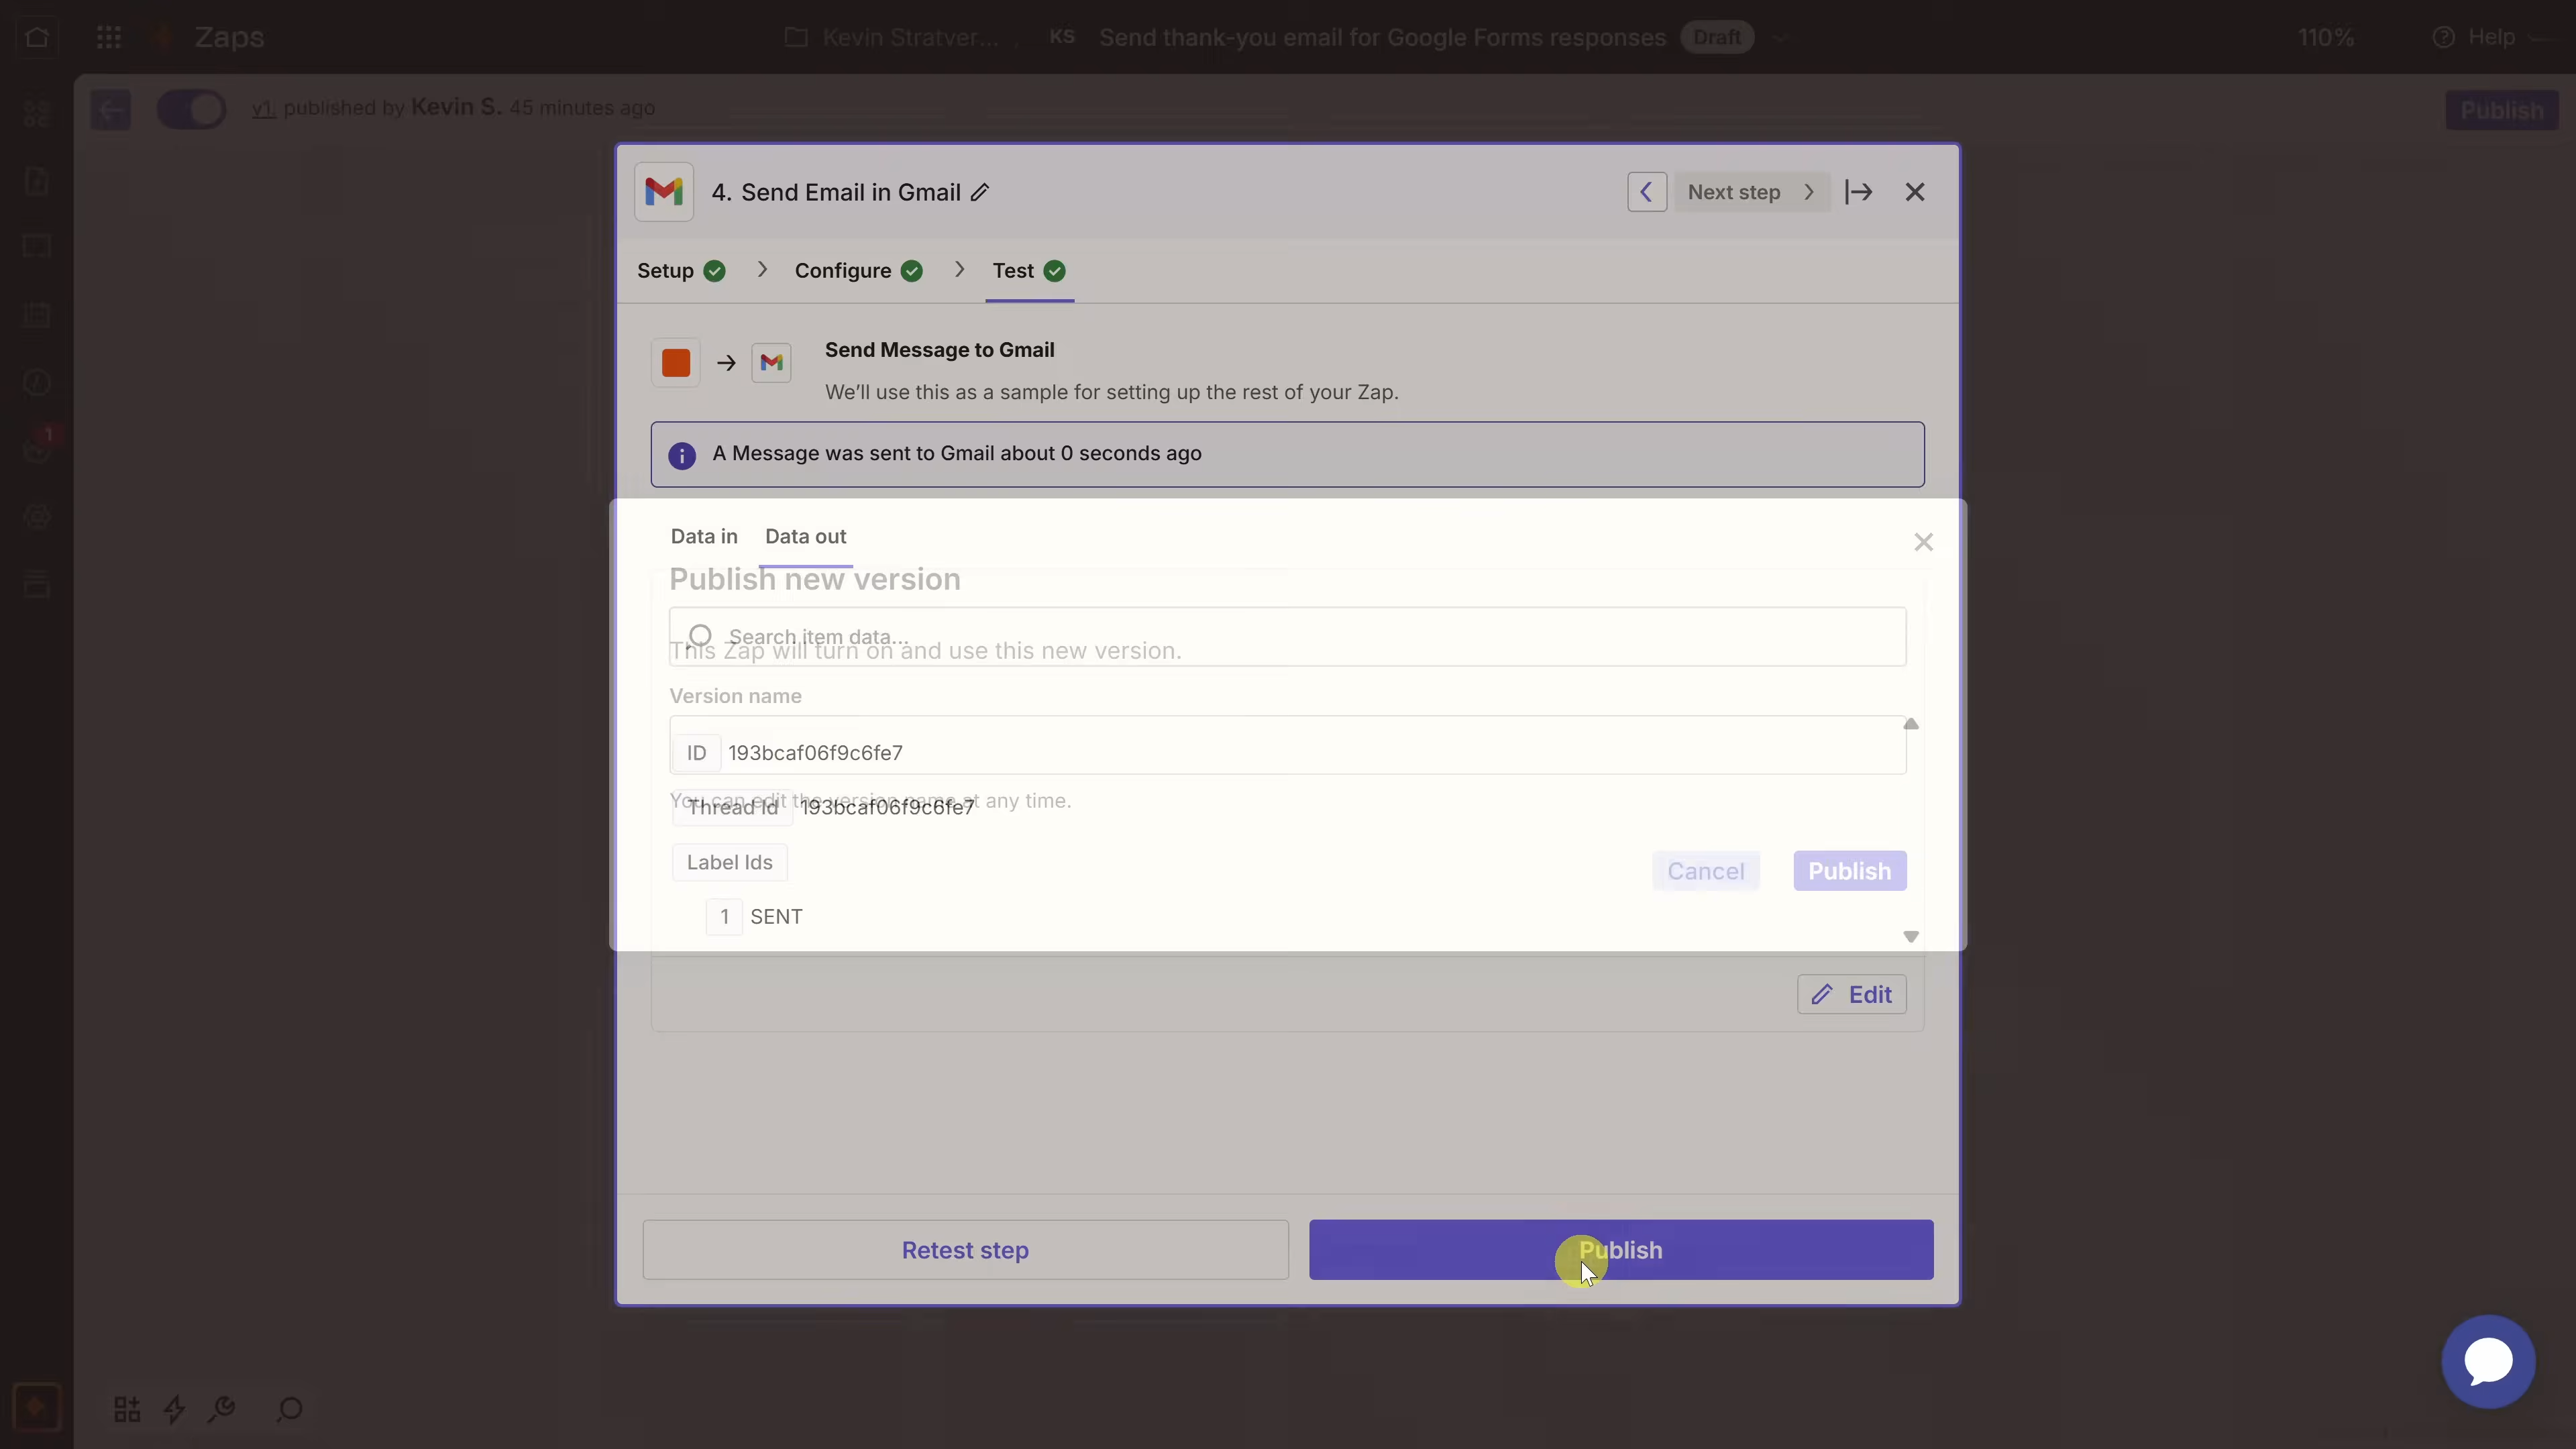 Zaps
Kevin Stratver...
KS
Send thank-you email for Google Forms responses
Draft
110%
Help
v1. published by Kevin S. 45 minutes ago
Publish
4. Send Email in Gmail
Next step
Setup
Configure
Test
Send Message to Gmail
We'll use this as a sample for setting up the rest of your Zap.
A Message was sent to Gmail about 0 seconds ago
1
Data in
Data out
Publish new version
Search item data...
This Zap will turn on and use this new version.
Version name
ID 193bcaf06f9c6fe7
You can edit the version name at any time.
Thread Id 193bcaf06f9c6fe7
Label Ids
Cancel
Publish
1 SENT
Edit
Retest step
Publish